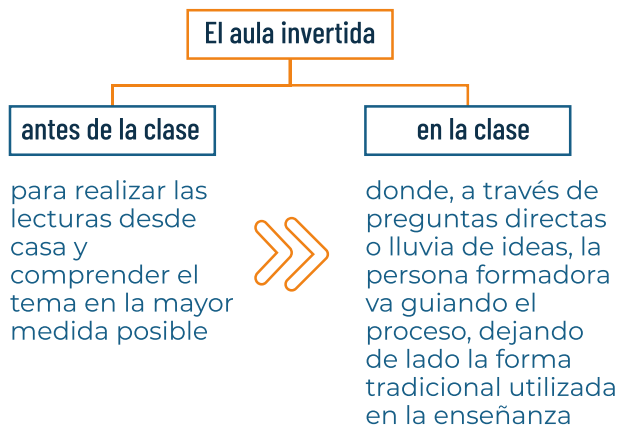 El aula invertida
antes de la clase
para realizar las
lecturas desde
casa y
comprender el
tema en la mayor
medida posible
en la clase
donde, a través de
preguntas directas
o lluvia de ideas, la
persona formadora
va guiando el
proceso, dejando
de lado la forma
tradicional utilizada
en la enseñanza